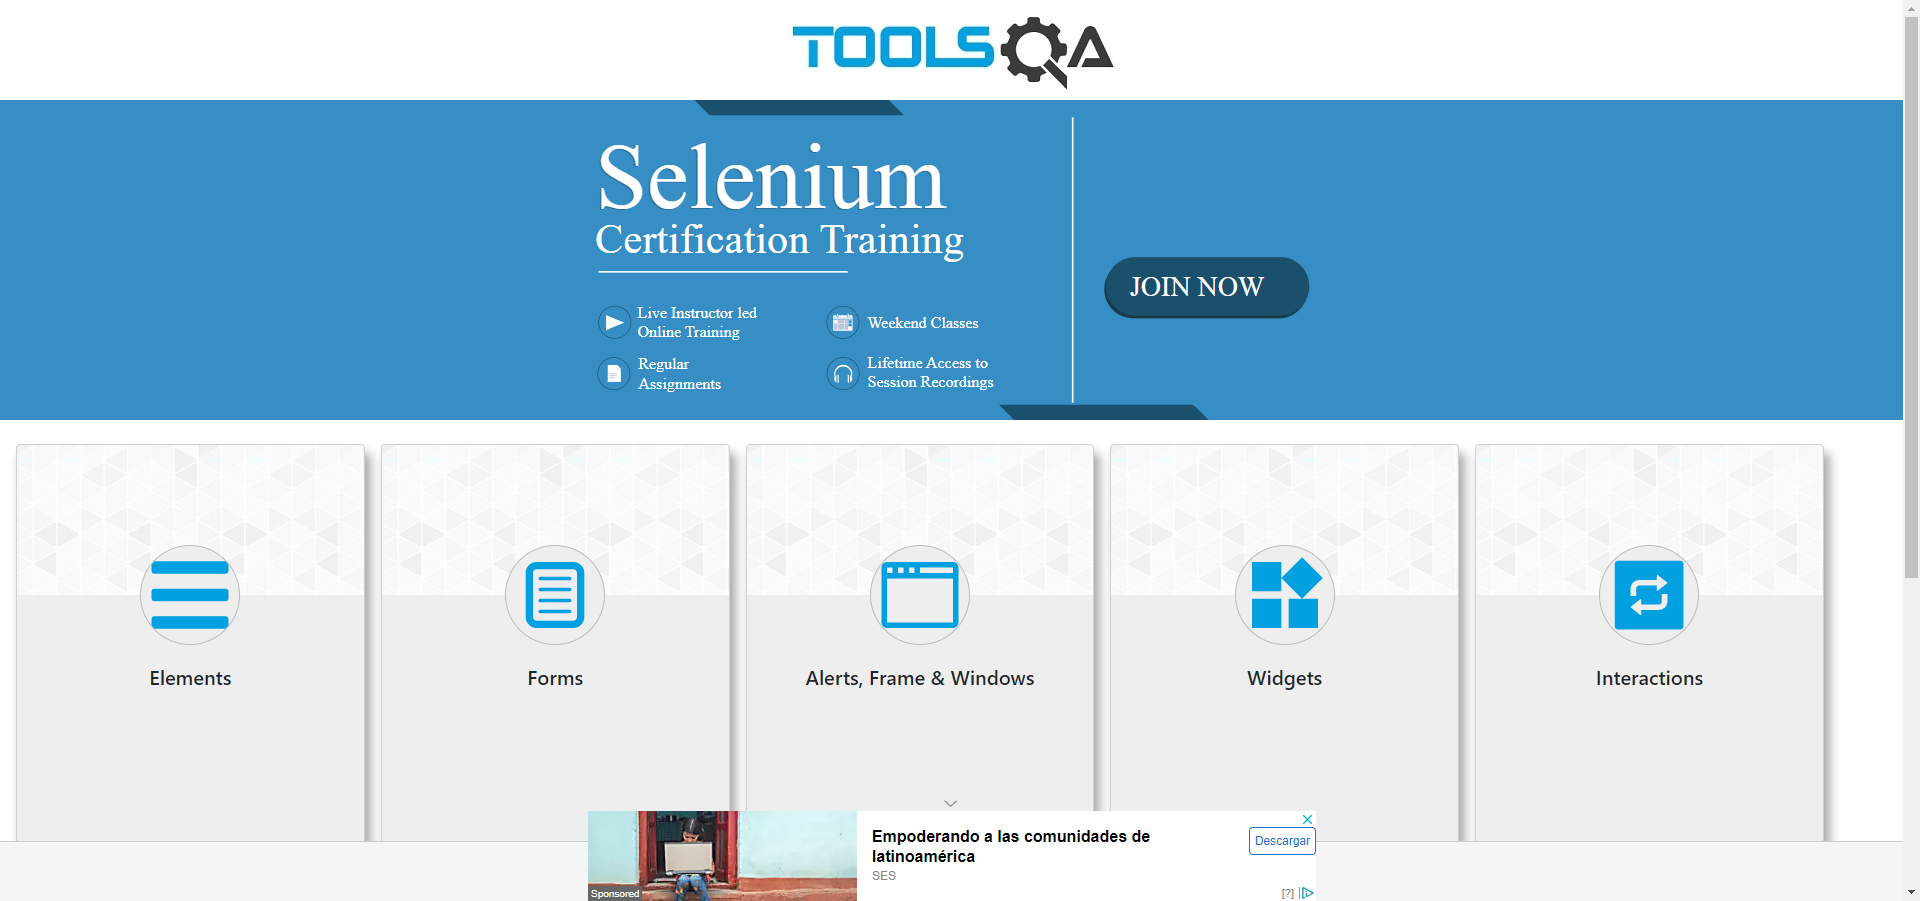 TOOLSQA
Selenium
Certification Training
Live Instructor led
Online Training
Weekend Classes
Regular
Assignments
Lifetime Access to
Session Recordings
JOIN NOW
Elements
Forms
Alerts, Frame & Windows
Widgets
Interactions
Empoderando a las comunidades de
latinoamérica
SES
Descargar
Sponsored
[?]